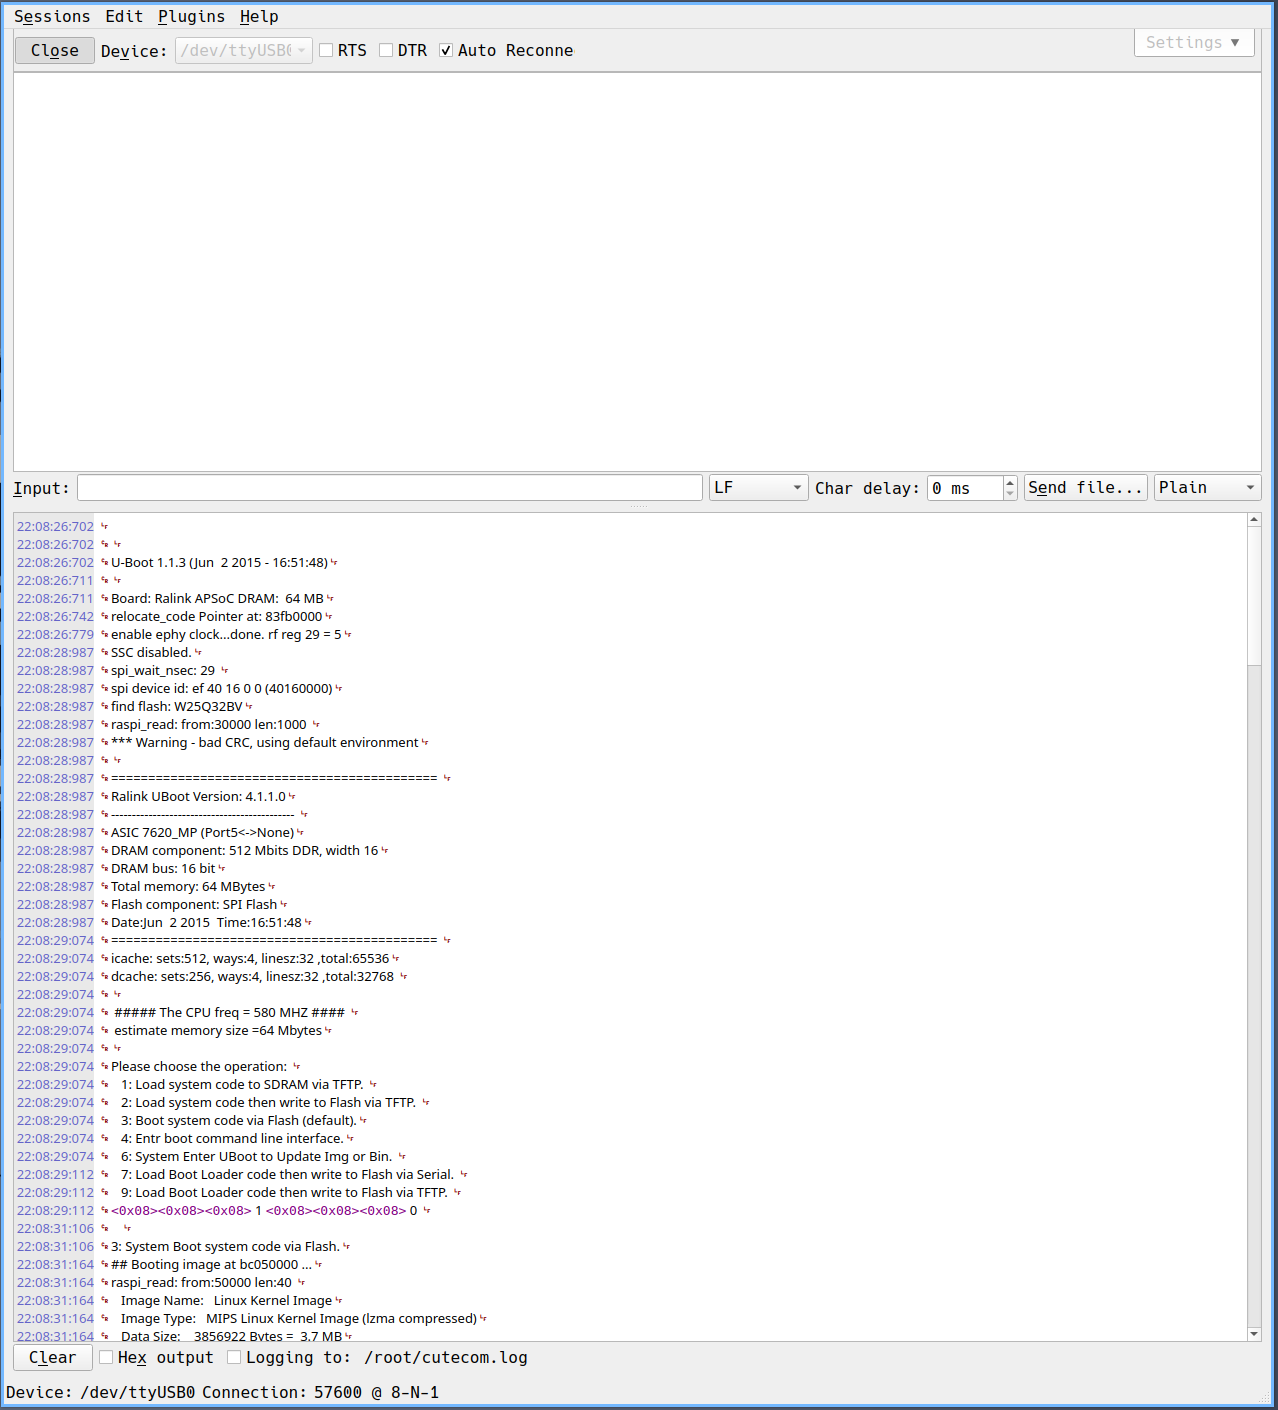 Sessions Edit Plugins Help
Close Device: /dev/ttyUSB0 RTS DTR Auto Reconne Settings ▼
Input: LF Char delay: 0 ms Send file... Plain
22:08:26:702
22:08:26:702
22:08:26:702 U-Boot 1.1.3 (Jun  2 2015 - 16:51:48)
22:08:26:711
22:08:26:711 Board: Ralink APSoC DRAM:  64 MB
22:08:26:742 relocate_code Pointer at: 83fb0000
22:08:26:779 enable ephy clock...done. rf reg 29 = 5
22:08:28:987 SSC disabled.
22:08:28:987 spi_wait_nsec: 29
22:08:28:987 spi device id: ef 40 16 0 0 (40160000)
22:08:28:987 find flash: W25Q32BV
22:08:28:987 raspi_read: from:30000 len:1000
22:08:28:987 *** Warning - bad CRC, using default environment
22:08:28:987
22:08:28:987 ============================================
22:08:28:987 Ralink UBoot Version: 4.1.1.0
22:08:28:987 --------------------------------------------
22:08:28:987 ASIC 7620_MP (Port5<->None)
22:08:28:987 DRAM component: 512 Mbits DDR, width 16
22:08:28:987 DRAM bus: 16 bit
22:08:28:987 Total memory: 64 MBytes
22:08:28:987 Flash component: SPI Flash
22:08:28:987 Date:Jun  2 2015  Time:16:51:48
22:08:29:074 ============================================
22:08:29:074 icache: sets:512, ways:4, linesz:32 ,total:65536
22:08:29:074 dcache: sets:256, ways:4, linesz:32 ,total:32768
22:08:29:074
22:08:29:074 ##### The CPU freq = 580 MHZ ####
22:08:29:074 estimate memory size =64 Mbytes
22:08:29:074
22:08:29:074 Please choose the operation:
22:08:29:074 1: Load system code to SDRAM via TFTP.
22:08:29:074 2: Load system code then write to Flash via TFTP.
22:08:29:074 3: Boot system code via Flash (default).
22:08:29:074 4: Entr boot command line interface.
22:08:29:074 6: System Enter UBoot to Update Img or Bin.
22:08:29:112 7: Load Boot Loader code then write to Flash via Serial.
22:08:29:112 9: Load Boot Loader code then write to Flash via TFTP.
22:08:29:112 <0x08><0x08><0x08> 1 <0x08><0x08><0x08> 0
22:08:31:106
22:08:31:106 3: System Boot system code via Flash.
22:08:31:164 ## Booting image at bc050000 ...
22:08:31:164 raspi_read: from:50000 len:40
22:08:31:164 Image Name:   Linux Kernel Image
22:08:31:164 Image Type:   MIPS Linux Kernel Image (lzma compressed)
22:08:31:164 Data Size:    3856922 Bytes =  3.7 MB
Clear Hex output Logging to: /root/cutecom.log
Device: /dev/ttyUSB0 Connection: 57600 @ 8-N-1